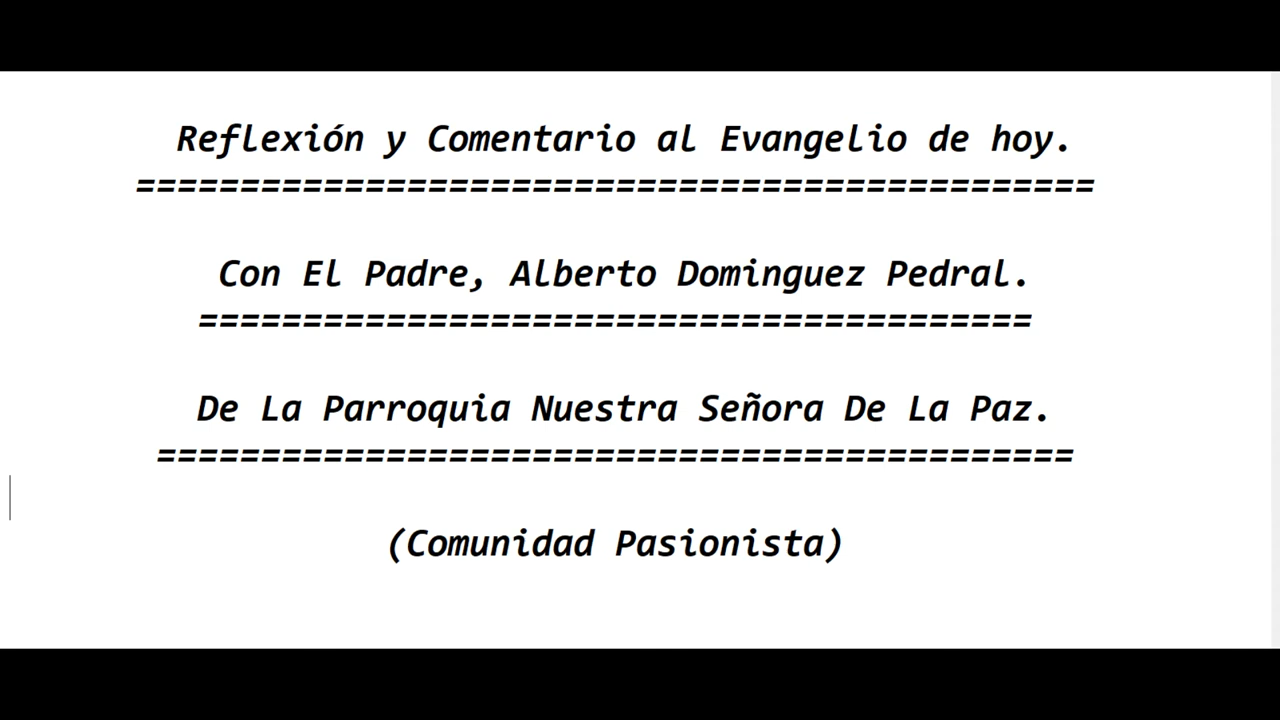 Reflexión y Comentario al Evangelio de hoy.
==============================================
Con El Padre, Alberto Dominguez Pedral.
========================================
De La Parroquia Nuestra Señora De La Paz.
============================================
(Comunidad Pasionista)